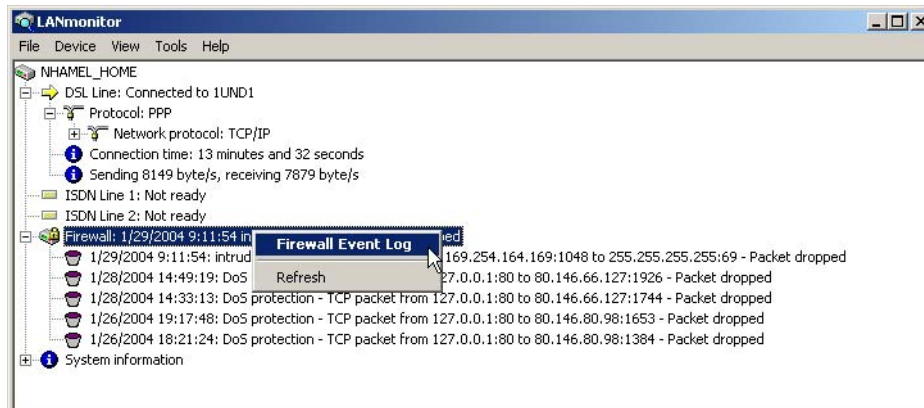 LANmonitor
File Device View Tools Help
NHAMEL_HOME
DSL Line: Connected to 1UND1
Protocol: PPP
Network protocol: TCP/IP
Connection time: 13 minutes and 32 seconds
Sending 8149 byte/s, receiving 7879 byte/s
ISDN Line 1: Not ready
ISDN Line 2: Not ready
Firewall: 1/29/2004 9:11:54 in
Firewall Event Log
Refresh
1/29/2004 9:11:54: intrud 169.254.164.169:1048 to 255.255.255.255:69 - Packet dropped
1/28/2004 14:49:19: DoS 27.0.0.1:80 to 80.146.66.127:1926 - Packet dropped
1/28/2004 14:33:13: DoS protection - TCP packet from 127.0.0.1:80 to 80.146.66.127:1744 - Packet dropped
1/26/2004 19:17:48: DoS protection - TCP packet from 127.0.0.1:80 to 80.146.80.98:1653 - Packet dropped
1/26/2004 18:21:24: DoS protection - TCP packet from 127.0.0.1:80 to 80.146.80.98:1384 - Packet dropped
System information